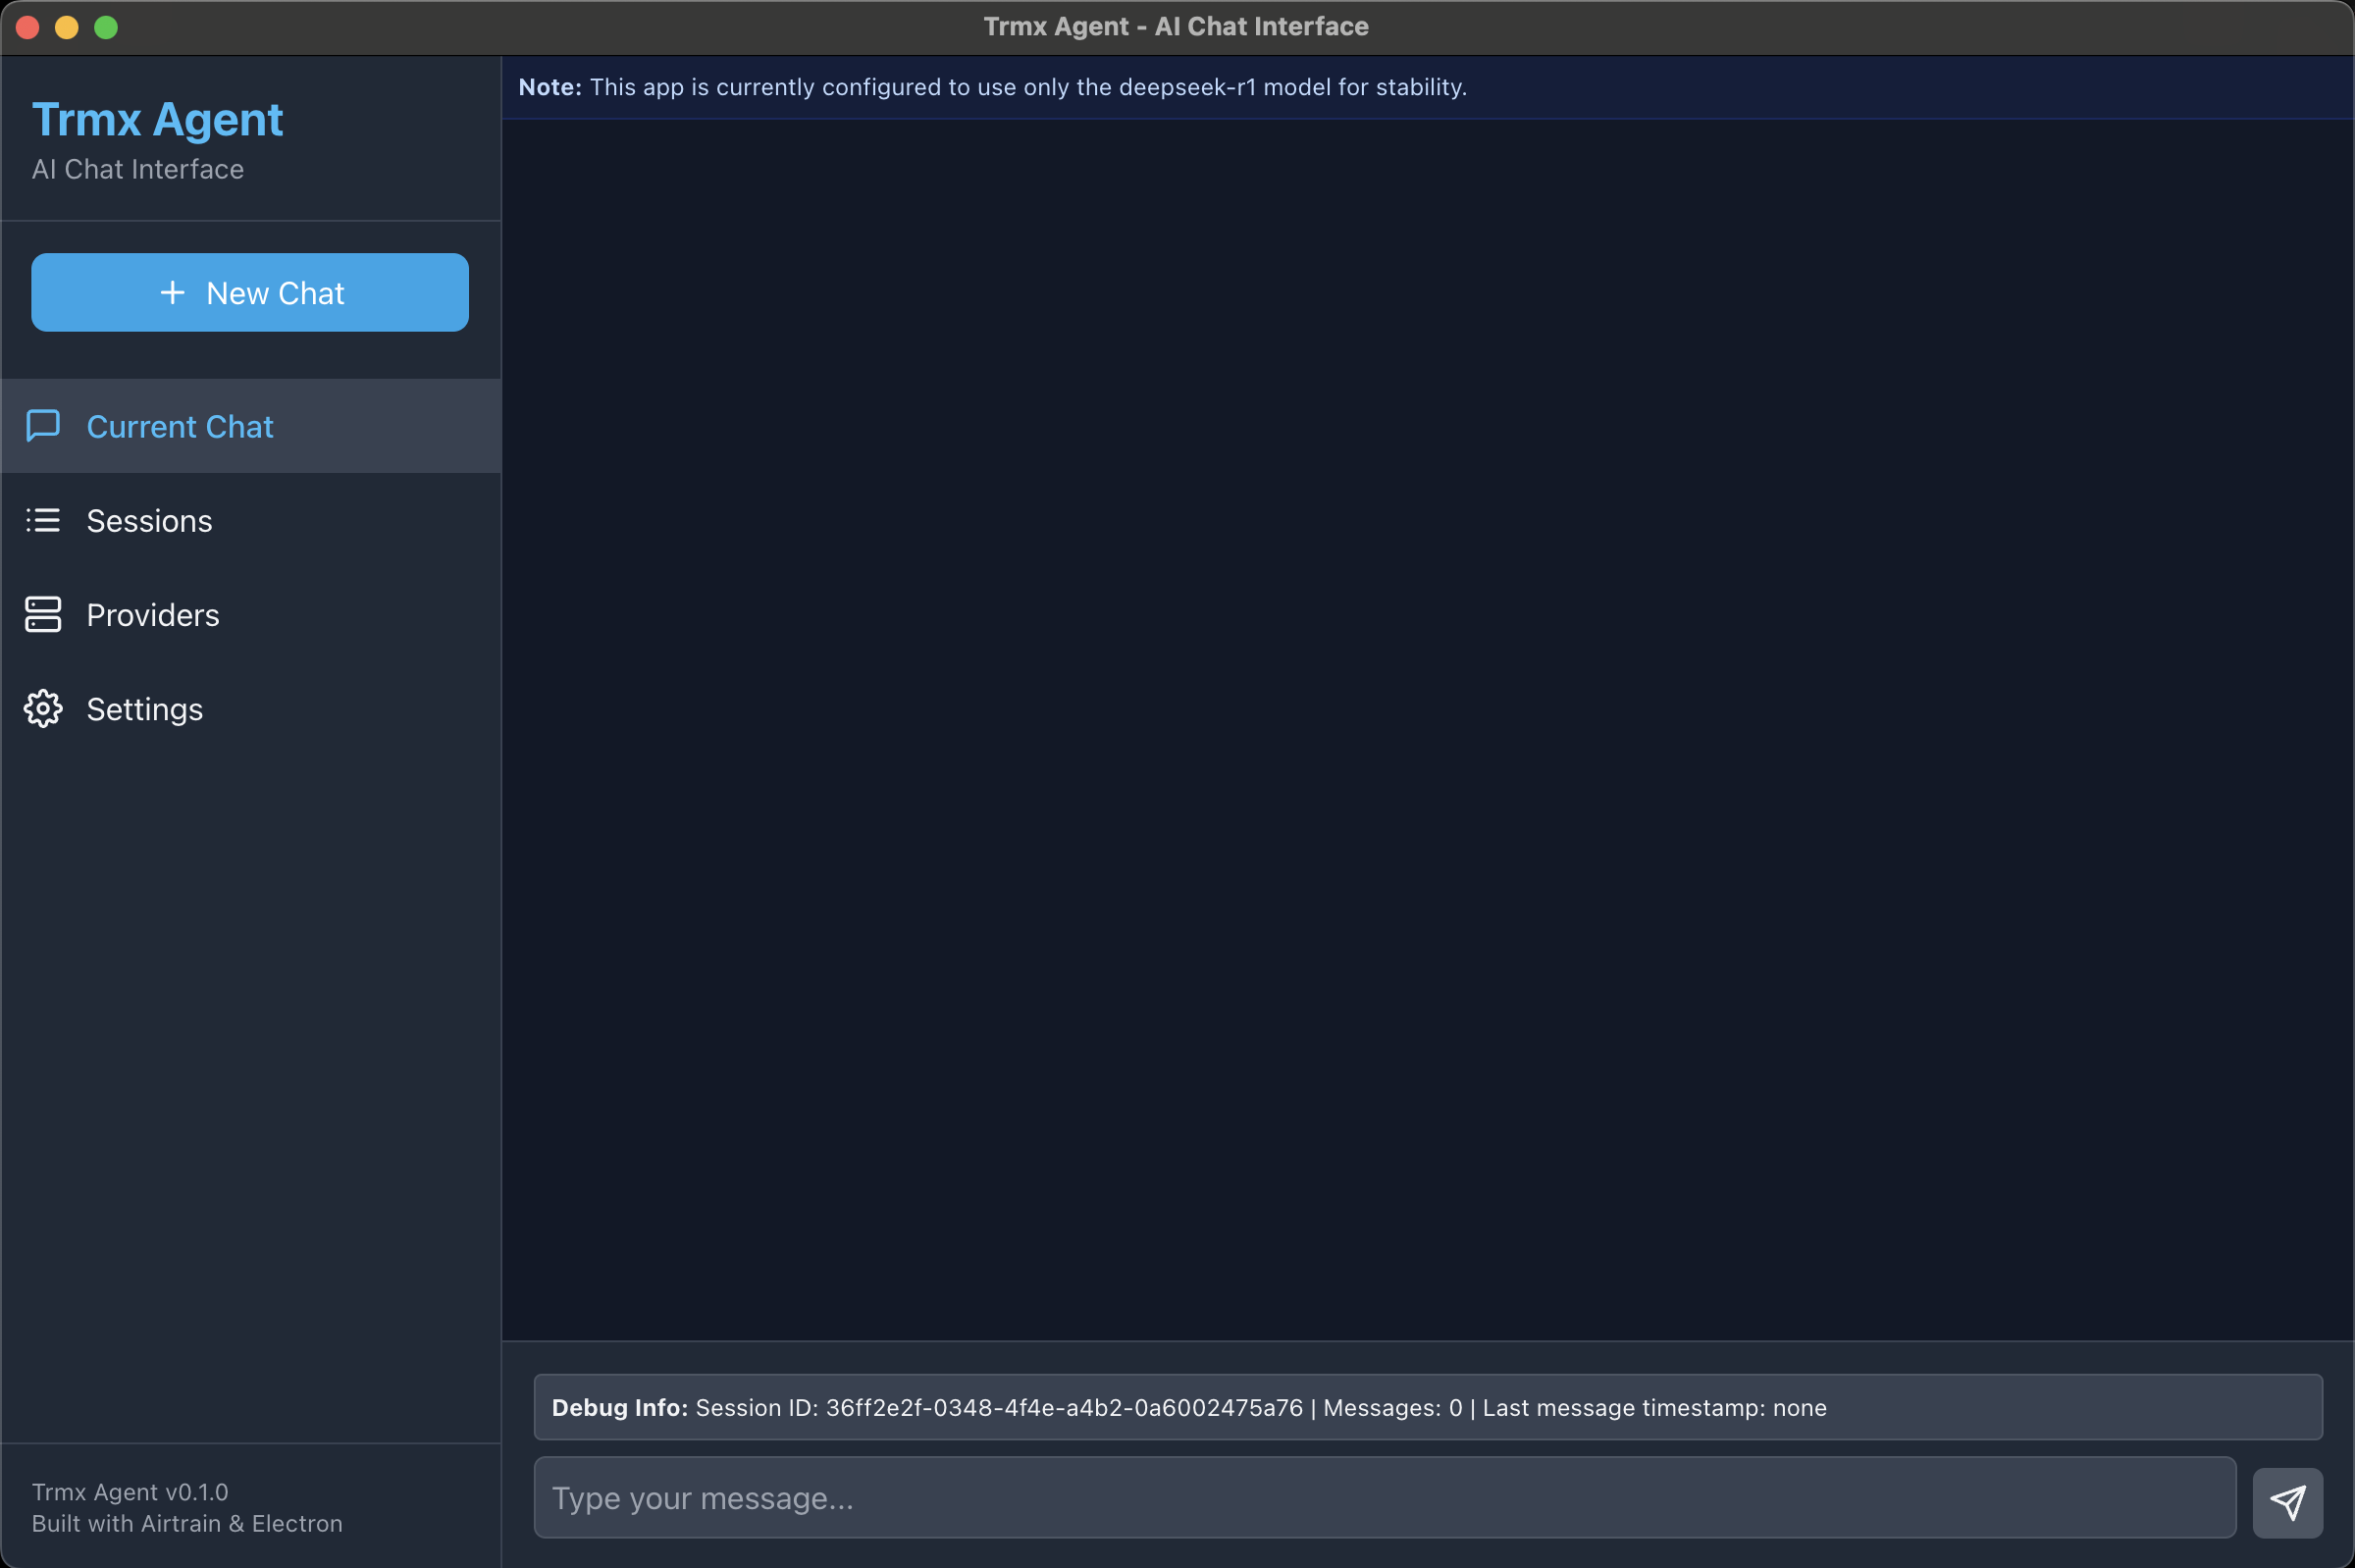 Trmx Agent - AI Chat Interface
Trmx Agent
AI Chat Interface
+ New Chat
Current Chat
Sessions
Providers
Settings
Trmx Agent v0.1.0
Built with Airtrain & Electron
Note: This app is currently configured to use only the deepseek-r1 model for stability.
Debug Info: Session ID: 36ff2e2f-0348-4f4e-a4b2-0a6002475a76 | Messages: 0 | Last message timestamp: none
Type your message...